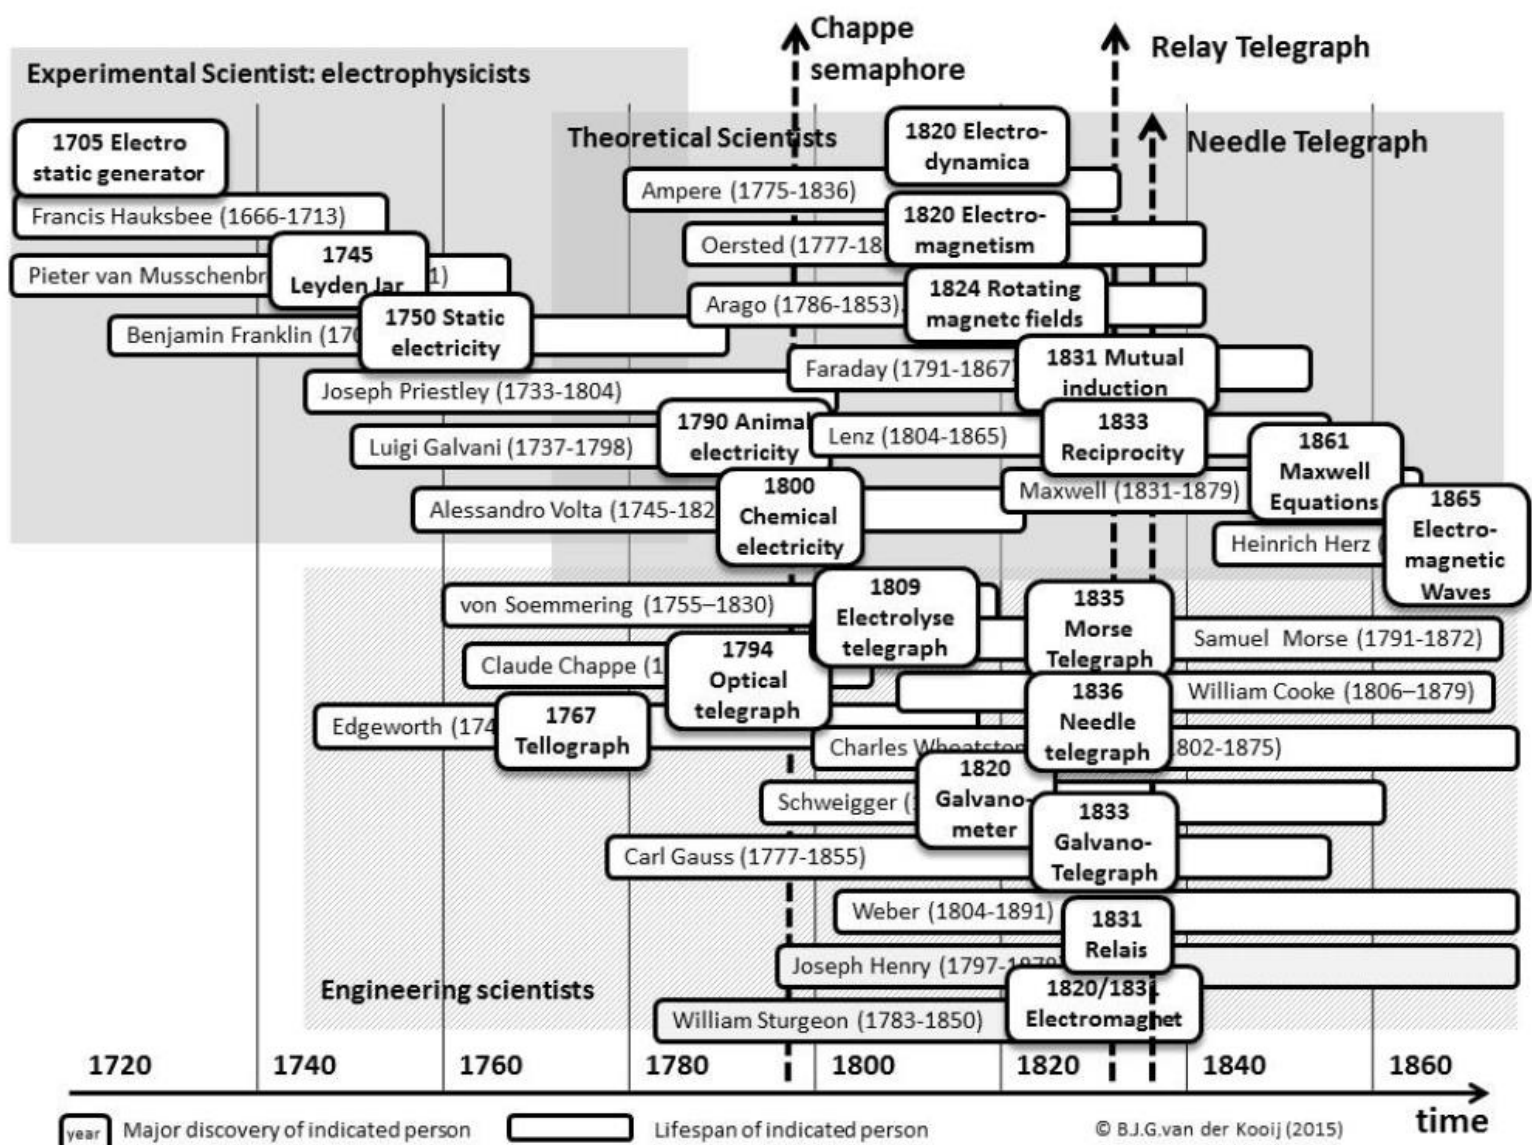 Chappe
semaphore
Relay Telegraph
Experimental Scientist: electrophysicists
Theoretical Scientists
Needle Telegraph
1705 Electro
static generator
Francis Hauksbee (1666-1713)
1745
Leyden Jar
Pieter van Musschenbr
1)
1750 Static
electricity
Benjamin Franklin (170
Joseph Priestley (1733-1804)
1790 Animal
electricity
Luigi Galvani (1737-1798)
1800
Chemical
electricity
Alessandro Volta (1745-182
1820 Electro-
dynamica
Ampere (1775-1836)
1820 Electro-
magnetism
Oersted (1777-18
1824 Rotating
magnetc fields
Arago (1786-1853).
1831 Mutual
induction
Faraday (1791-1867
1833
Reciprocity
Lenz (1804-1865)
1861
Maxwell
Equations
Maxwell (1831-1879)
1865
Electro-
magnetic
Waves
Heinrich Herz (
von Soemmering (1755–1830)
1809
Electrolyse
telegraph
1835
Morse
Telegraph
Samuel Morse (1791-1872)
Claude Chappe (1
1794
Optical
telegraph
1836
Needle
telegraph
William Cooke (1806–1879)
Edgeworth (174
1767
Tellograph
Charles Wheatston
802-1875)
Schweigger (
1820
Galvano-
meter
1833
Galvano-
Telegraph
Carl Gauss (1777-1855)
Weber (1804-1891)
1831
Relais
Joseph Henry (1797-1878)
1820/1831
Electromagnet
William Sturgeon (1783-1850)
Engineering scientists
1720 1740 1760 1780 1800 1820 1840 1860
time
year Major discovery of indicated person
Lifespan of indicated person
© B.J.G.van der Kooij (2015)